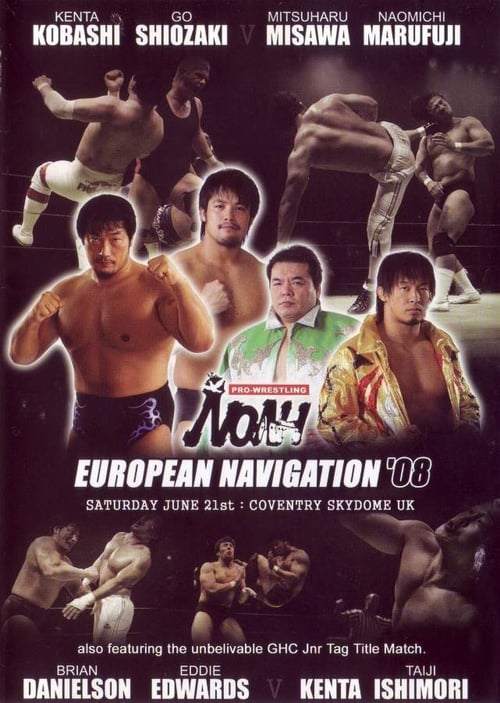 KENTA GO MITSUHARU NAOMICHI
KOBASHI SHIOZAKI V MISAWA MARUFUJI
PRO-WRESTLING
NOAH
EUROPEAN NAVIGATION '08
SATURDAY JUNE 21st : COVENTRY SKYDOME UK
also featuring the unbelivable GHC Jnr Tag Title Match.
BRIAN EDDIE TAIJI
DANIELSON EDWARDS V KENTA ISHIMORI